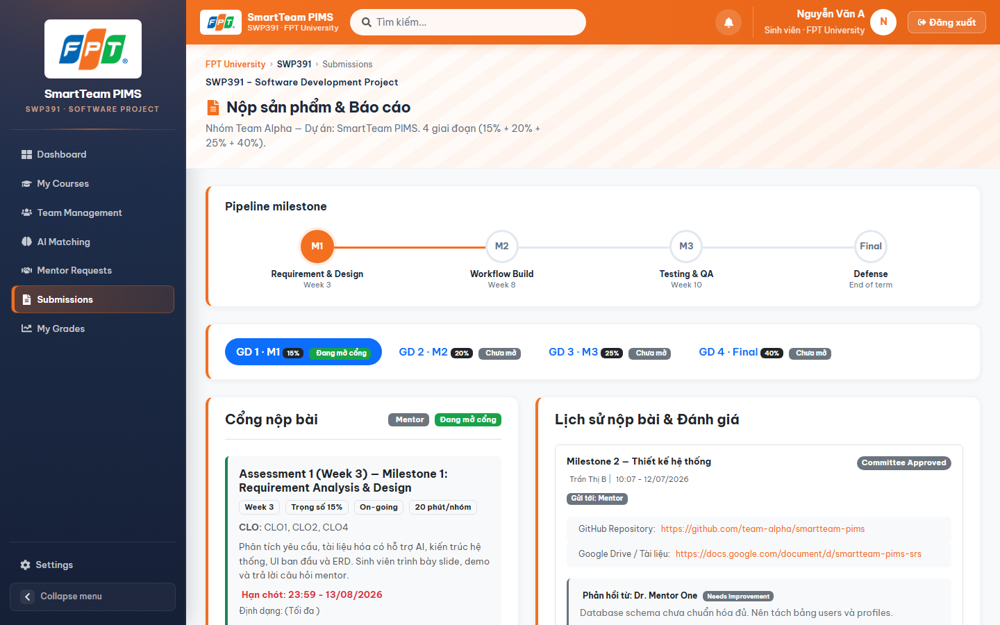 FPT
SmartTeam PIMS
SWP391 · SOFTWARE PROJECT
Dashboard
My Courses
Team Management
AI Matching
Mentor Requests
Submissions
My Grades
Settings
Collapse menu
FPT
SmartTeam PIMS
SWP391 · FPT University
Tìm kiếm...
Nguyễn Văn A
Sinh viên · FPT University
N
Đăng xuất
FPT University › SWP391 › Submissions
SWP391 – Software Development Project
Nộp sản phẩm & Báo cáo
Nhóm Team Alpha — Dự án: SmartTeam PIMS. 4 giai đoạn (15% + 20% +
25% + 40%).
Pipeline milestone
M1
Requirement & Design
Week 3
M2
Workflow Build
Week 8
M3
Testing & QA
Week 10
Final
Defense
End of term
GD 1 · M1 15% Đang mở cổng
GD 2 · M2 20% Chưa mở
GD 3 · M3 25% Chưa mở
GD 4 · Final 40% Chưa mở
Cổng nộp bài
Mentor
Đang mở cổng
Assessment 1 (Week 3) — Milestone 1:
Requirement Analysis & Design
Week 3
Trọng số 15%
On-going
20 phút/nhóm
CLO: CLO1, CLO2, CLO4
Phân tích yêu cầu, tài liệu hóa có hỗ trợ AI, kiến trúc hệ
thống, UI ban đầu và ERD. Sinh viên trình bày slide, demo
và trả lời câu hỏi mentor.
Hạn chót: 23:59 - 13/08/2026
Định dạng: (Tối đa )
Lịch sử nộp bài & Đánh giá
Milestone 2 — Thiết kế hệ thống
Committee Approved
Trần Thị B | 10:07 - 12/07/2026
Gửi tới: Mentor
GitHub Repository: https://github.com/team-alpha/smartteam-pims
Google Drive / Tài liệu: https://docs.google.com/document/d/smartteam-pims-srs
Phản hồi từ: Dr. Mentor One
Needs Improvement
Database schema chưa chuẩn hóa đủ. Nên tách bảng users và profiles.